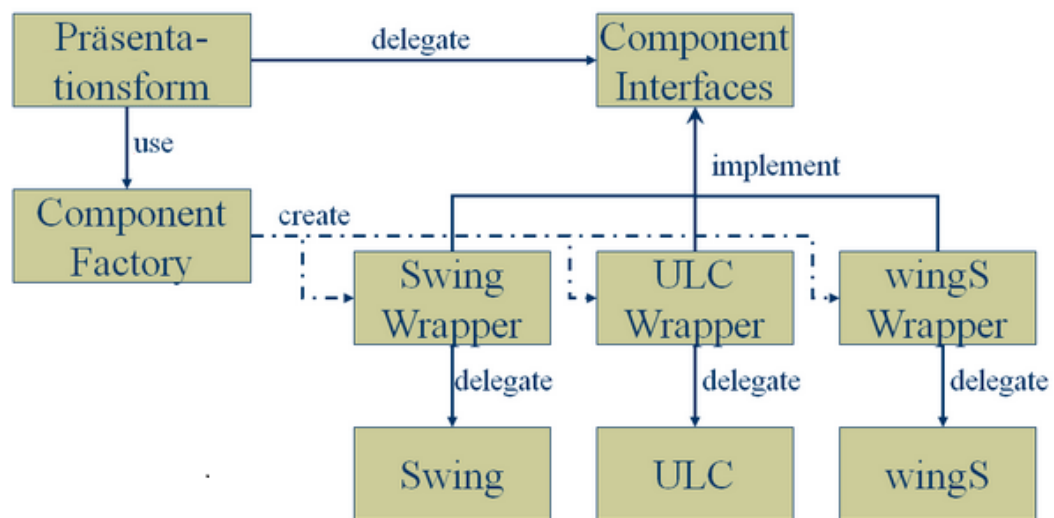 Präsenta-
tionsform
delegate
Component
Interfaces
use
implement
Component
Factory
create
Swing
Wrapper
ULC
Wrapper
wingS
Wrapper
delegate
delegate
delegate
Swing
ULC
wingS